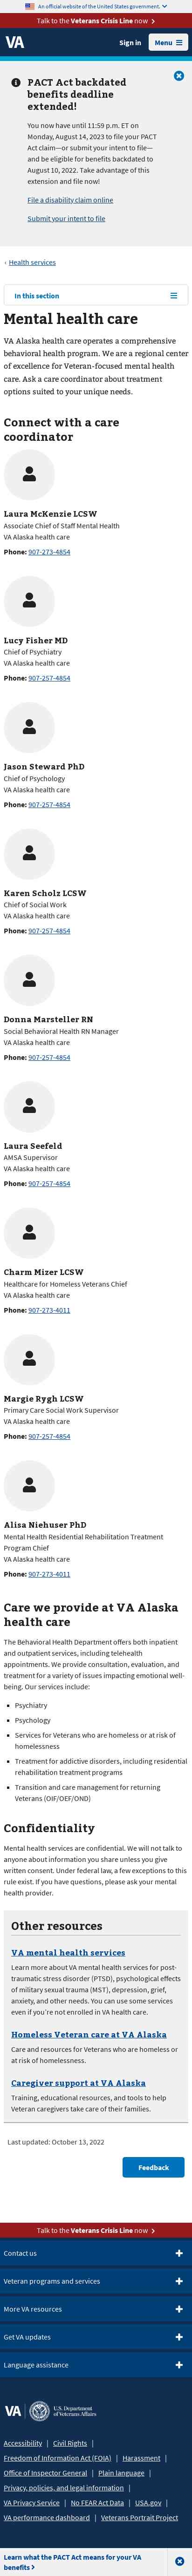 An official website of the United States government.
Talk to the Veterans Crisis Line now
VA
Sign in
Menu
PACT Act backdated
benefits deadline
extended!
You now have until 11:59 p.m. ET on
Monday, August 14, 2023 to file your PACT
Act claim—or submit your intent to file—
and be eligible for benefits backdated to
August 10, 2022. Take advantage of this
extension and file now!
File a disability claim online
Submit your intent to file
Health services
In this section
Mental health care
VA Alaska health care operates a comprehensive
behavioral health program. We are a regional center
of excellence for Veteran-focused mental health
care. Ask a care coordinator about treatment
options suited to your unique needs.
Connect with a care
coordinator
Laura McKenzie LCSW
Associate Chief of Staff Mental Health
VA Alaska health care
Phone: 907-273-4854
Lucy Fisher MD
Chief of Psychiatry
VA Alaska health care
Phone: 907-257-4854
Jason Steward PhD
Chief of Psychology
VA Alaska health care
Phone: 907-257-4854
Karen Scholz LCSW
Chief of Social Work
VA Alaska health care
Phone: 907-257-4854
Donna Marsteller RN
Social Behavioral Health RN Manager
VA Alaska health care
Phone: 907-257-4854
Laura Seefeld
AMSA Supervisor
VA Alaska health care
Phone: 907-257-4854
Charm Mizer LCSW
Healthcare for Homeless Veterans Chief
VA Alaska health care
Phone: 907-273-4011
Margie Rygh LCSW
Primary Care Social Work Supervisor
VA Alaska health care
Phone: 907-257-4854
Alisa Niehuser PhD
Mental Health Residential Rehabilitation Treatment
Program Chief
VA Alaska health care
Phone: 907-273-4011
Care we provide at VA Alaska
health care
The Behavioral Health Department offers both inpatient
and outpatient services, including telehealth
appointments. We provide consultation, evaluation, and
treatment for a range of issues impacting emotional well-
being. Our services include:
Psychiatry
Psychology
Services for Veterans who are homeless or at risk of
homelessness
Treatment for addictive disorders, including residential
rehabilitation treatment programs
Transition and care management for returning
Veterans (OIF/OEF/OND)
Confidentiality
Mental health services are confidential. We will not talk to
anyone about information shared with us without your
written consent. Under federal law, a few exceptions to this
exist. If you have questions, please ask your mental health
care provider.
Other resources
VA mental health services
Learn more about VA mental health services for post-
traumatic stress disorder (PTSD), psychological effects
of military sexual trauma (MST), depression, grief,
anxiety, and other needs. You can use some services
even if you're not enrolled in VA health care.
Homeless Veteran care at VA Alaska
Care and resources for Veterans who are homeless or
at risk of homelessness.
Caregiver support at VA Alaska
Training, educational resources, and tools to help
Veteran caregivers take care of their families.
Last updated: October 13, 2022
Feedback
Talk to the Veterans Crisis Line now
Contact us
Veteran programs and services
More VA resources
Get VA updates
Language assistance
VA
U.S. Department
of Veterans Affairs
Accessibility | Civil Rights |
Freedom of Information Act (FOIA) | Harassment |
Office of Inspector General | Plain language |
Privacy, policies, and legal information |
VA Privacy Service | No FEAR Act Data | USA.gov |
VA performance dashboard | Veterans Portrait Project
Learn what the PACT Act means for your VA
benefits